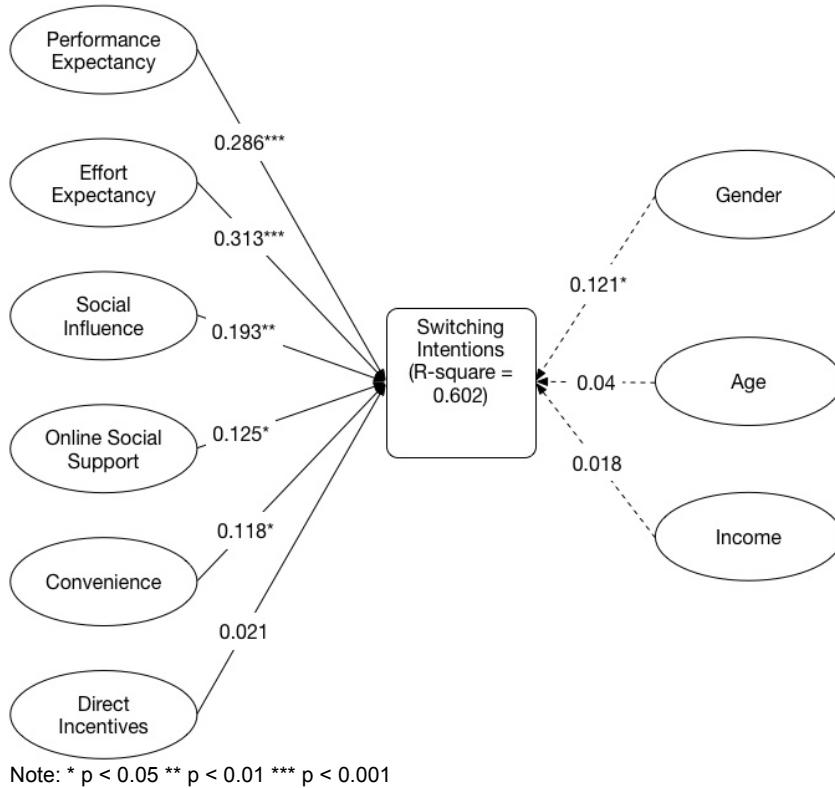 Performance
Expectancy
0.286***
Effort
Expectancy
0.313***
Social
Influence
0.193**
Online Social
Support
0.125*
Convenience
0.118*
Direct
Incentives
0.021
Switching
Intentions
(R-square =
0.602)
Gender
0.121*
Age
0.04
Income
0.018
Note: * p < 0.05 ** p < 0.01 *** p < 0.001